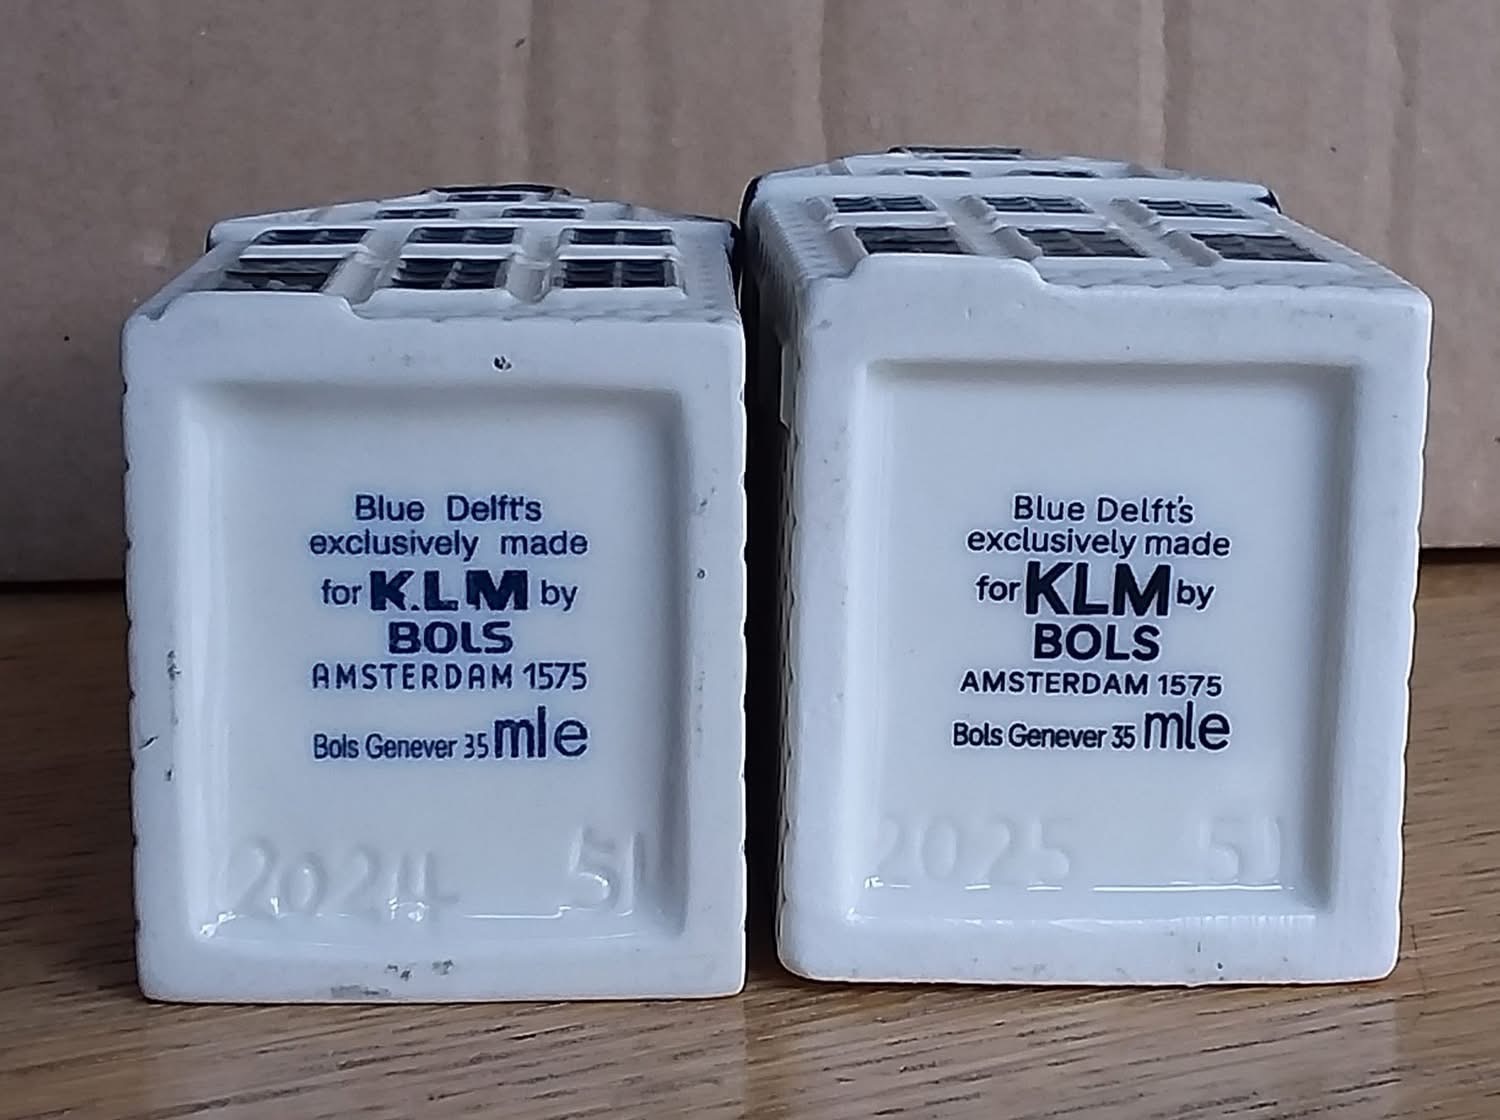 Blue Delft's
exclusively made
for K.L M by
BOLS
AMSTERDAM 1575
Bols Genever 35 mle
2024 51
Blue Delft's
exclusively made
for KLM by
BOLS
AMSTERDAM 1575
Bols Genever 35 mle
2025 51